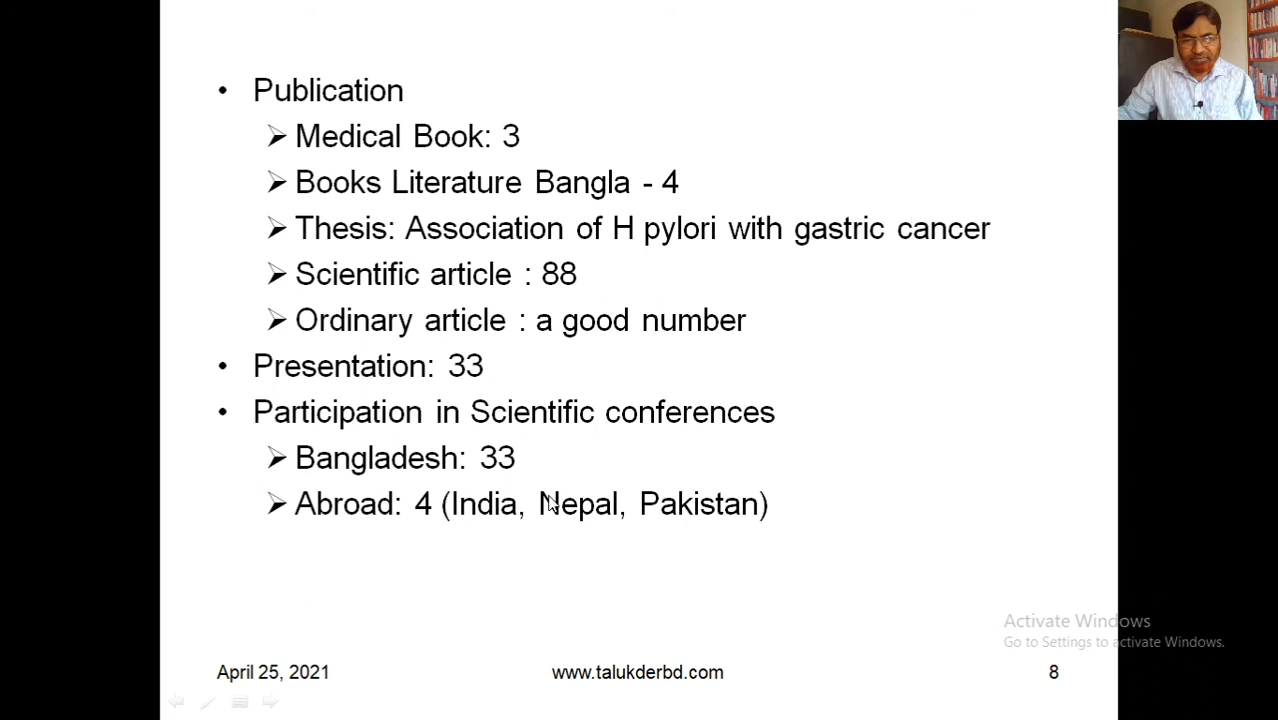 • Publication
➢ Medical Book: 3
➢ Books Literature Bangla - 4
➢ Thesis: Association of H pylori with gastric cancer
➢ Scientific article : 88
➢ Ordinary article : a good number
• Presentation: 33
• Participation in Scientific conferences
➢ Bangladesh: 33
➢ Abroad: 4 (India, Nepal, Pakistan)
Activate Windows
Go to Settings to activate Windows.
April 25, 2021
www.talukderbd.com
8